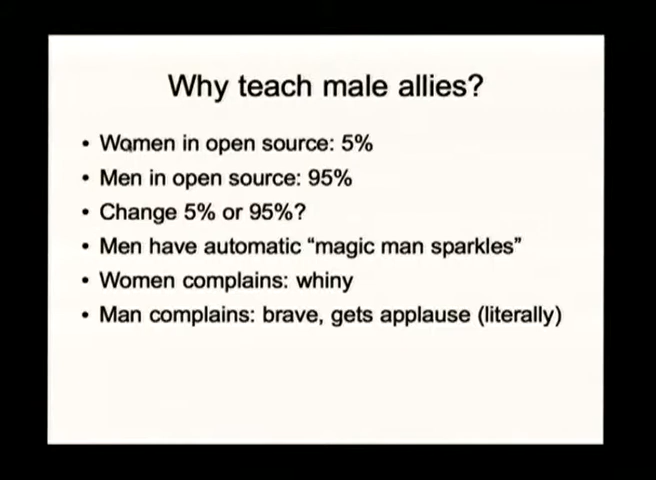 Why teach male allies?
• Women in open source: 5%
• Men in open source: 95%
• Change 5% or 95%?
• Men have automatic “magic man sparkles”
• Women complains: whiny
• Man complains: brave, gets applause (literally)